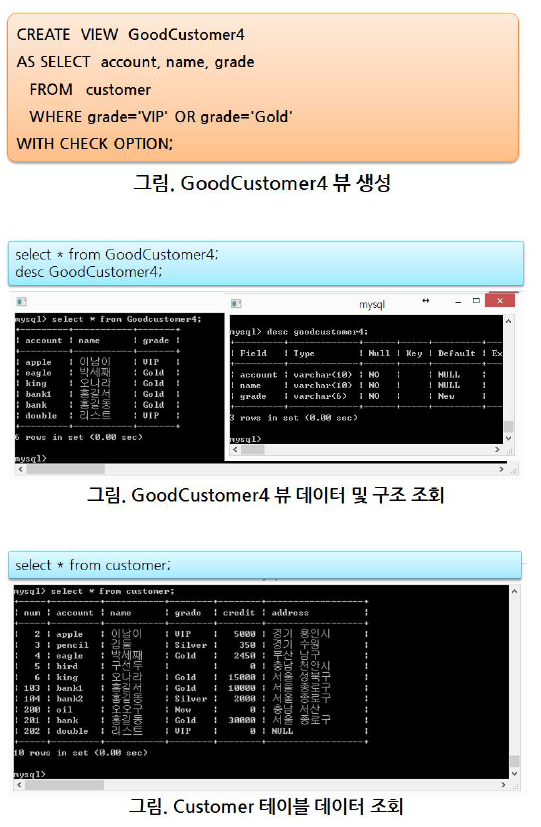 CREATE VIEW GoodCustomer4
AS SELECT account, name, grade
FROM customer
WHERE grade='VIP' OR grade='Gold'
WITH CHECK OPTION;
그림. GoodCustomer4 뷰 생성
select * from GoodCustomer4;
desc GoodCustomer4;
mysql> select * from Goodcustomer4;
| account | name | grade |
| apple | 이남이 | VIP |
| eagle | 박세째 | Gold |
| king | 오나라 | Gold |
| bank1 | 홍길서 | Gold |
| bank | 홍길동 | Gold |
| double | 리스트 | VIP |
6 rows in set (0.00 sec)
mysql>
mysql
mysql> desc goodcustomer4;
| Field | Type | Null | Key | Default | Ex
| account | varchar(10) | NO | | NULL |
| name | varchar(10) | NO | | NULL |
| grade | varchar(6) | NO | | New |
3 rows in set (0.00 sec)
mysql>
그림. GoodCustomer4 뷰 데이터 및 구조 조회
select * from customer;
mysql> select * from customer;
| num | account | name | grade | credit | address |
| 2 | apple | 이남이 | VIP | 5000 | 경기 용인시 |
| 3 | pencil | 김돌 | Silver | 350 | 경기 수원 |
| 4 | eagle | 박세째 | Gold | 2450 | 부산 남구 |
| 5 | bird | 구선두 | | 0 | 충남 천안시 |
| 6 | king | 오나라 | Gold | 15000 | 서울 성북구 |
| 103 | bank1 | 홍길서 | Gold | 10000 | 서울 종로구 |
| 104 | bank2 | Silver | 2000 | 서울 종로구 |
| 200 | oil | 오오구 | New | 0 | 충남 서산 |
| 201 | bank | 홍길동 | Gold | 30000 | 서울 종로구 |
| 202 | double | 리스트 | VIP | 0 | NULL |
10 rows in set (0.00 sec)
mysql>
그림. Customer 테이블 데이터 조회